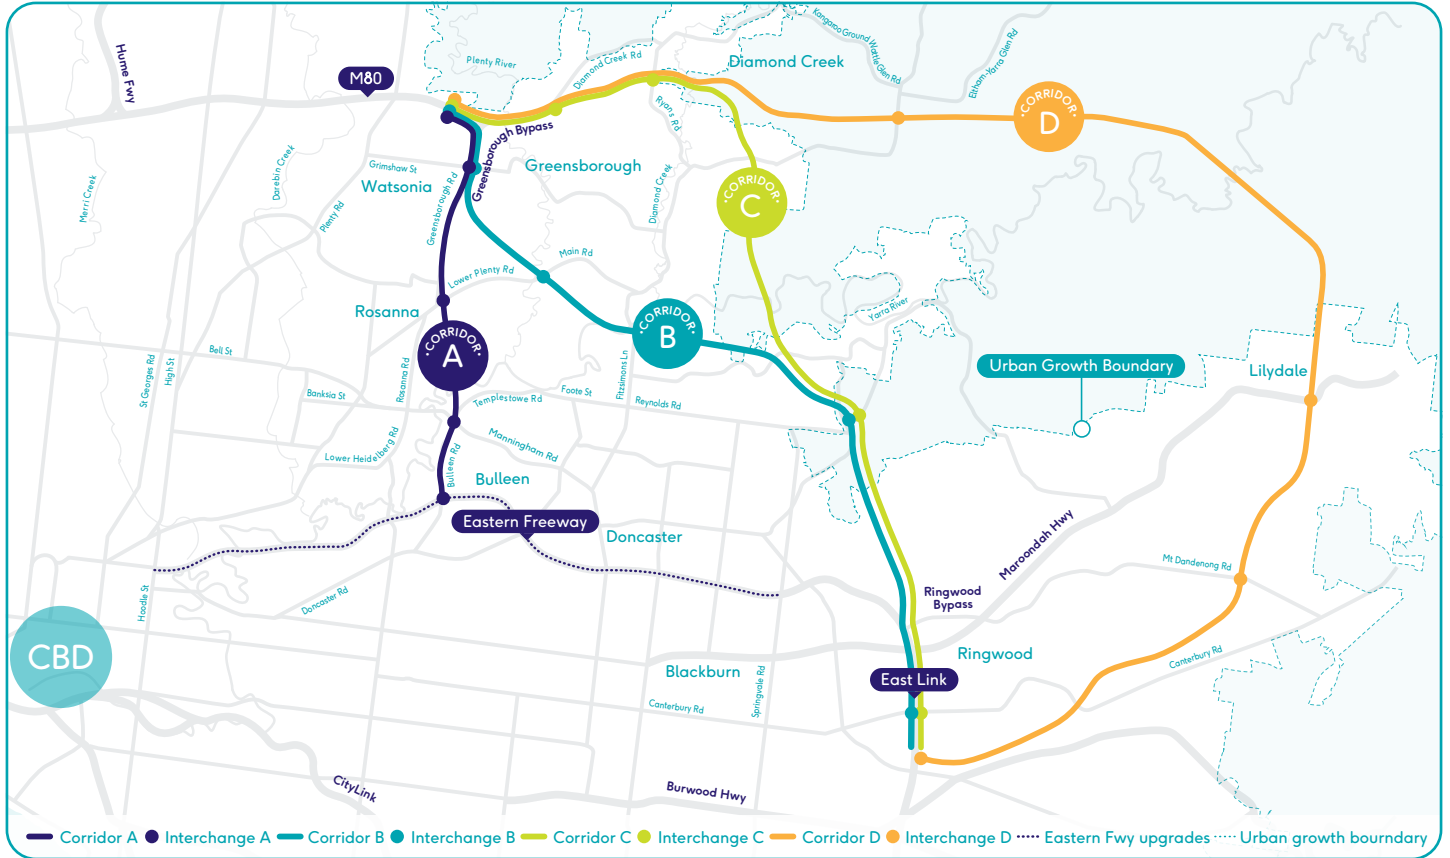 Hume Fwy
M80
Plenty River
Diamond Creek Rd
Diamond Creek
Kangaroo Ground Wattle Glen Rd
Eltham-Yarra Glen Rd
Ryans Rd
CORRIDOR
D
Greensborough Bypass
Merri Creek
Darebin Creek
Grimshaw St
Watsonia
Greensborough
Plenty Rd
Greensborough Rd
Diamond Creek
CORRIDOR
C
Main Rd
Lower Plenty Rd
Rosanna
CORRIDOR
A
CORRIDOR
B
Yarra River
Bell St
St Georges Rd
High St
Rosanna Rd
Fitzsimons Ln
Urban Growth Boundary
Lilydale
Banksia St
Templestowe Rd
Foote St
Reynolds Rd
Lower Heidelberg Rd
Bulleen Rd
Manningham Rd
Bulleen
Eastern Freeway
Doncaster
Maroondah Hwy
Mt Dandenong Rd
Hoddle St
Doncaster Rd
Ringwood
Bypass
CBD
Blackburn
Ringwood
Canterbury Rd
East Link
Springvale Rd
Canterbury Rd
CityLink
Burwood Hwy
Corridor A
Interchange A
Corridor B
Interchange B
Corridor C
Interchange C
Corridor D
Interchange D
Eastern Fwy upgrades
Urban growth bourndary